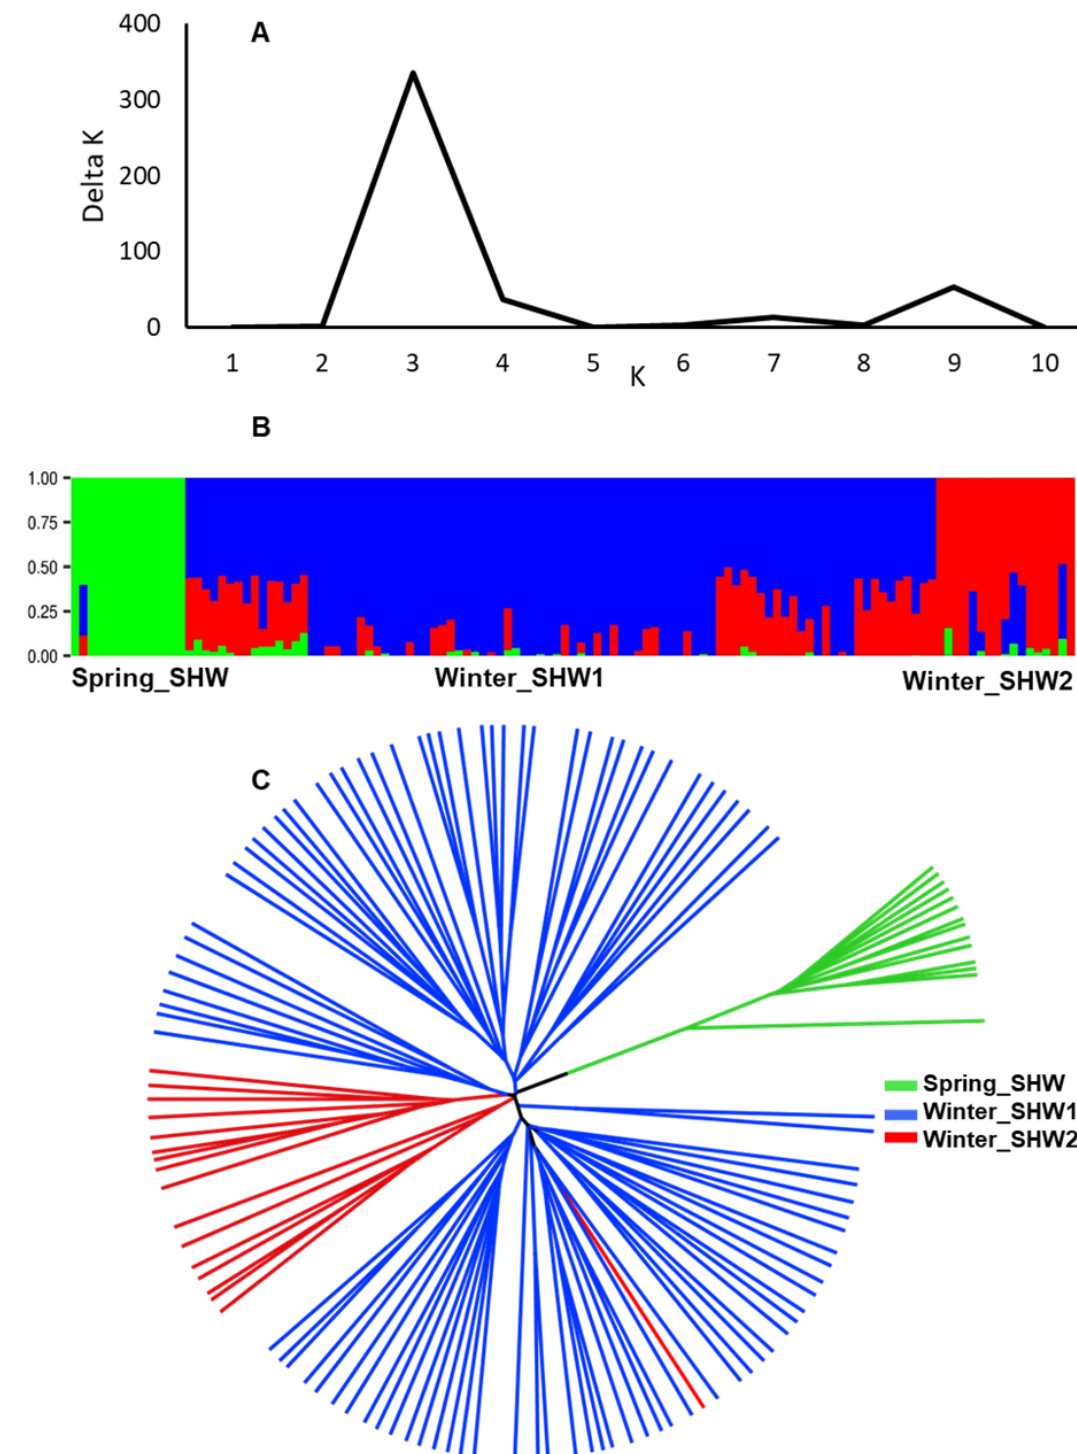 A
400
300
200
100
0
Delta K
1 2 3 4 5 6 7 8 9 10
K
B
1.00
0.75
0.50
0.25
0.00
Spring_SHW Winter_SHW1 Winter_SHW2
C
Spring_SHW
Winter_SHW1
Winter_SHW2